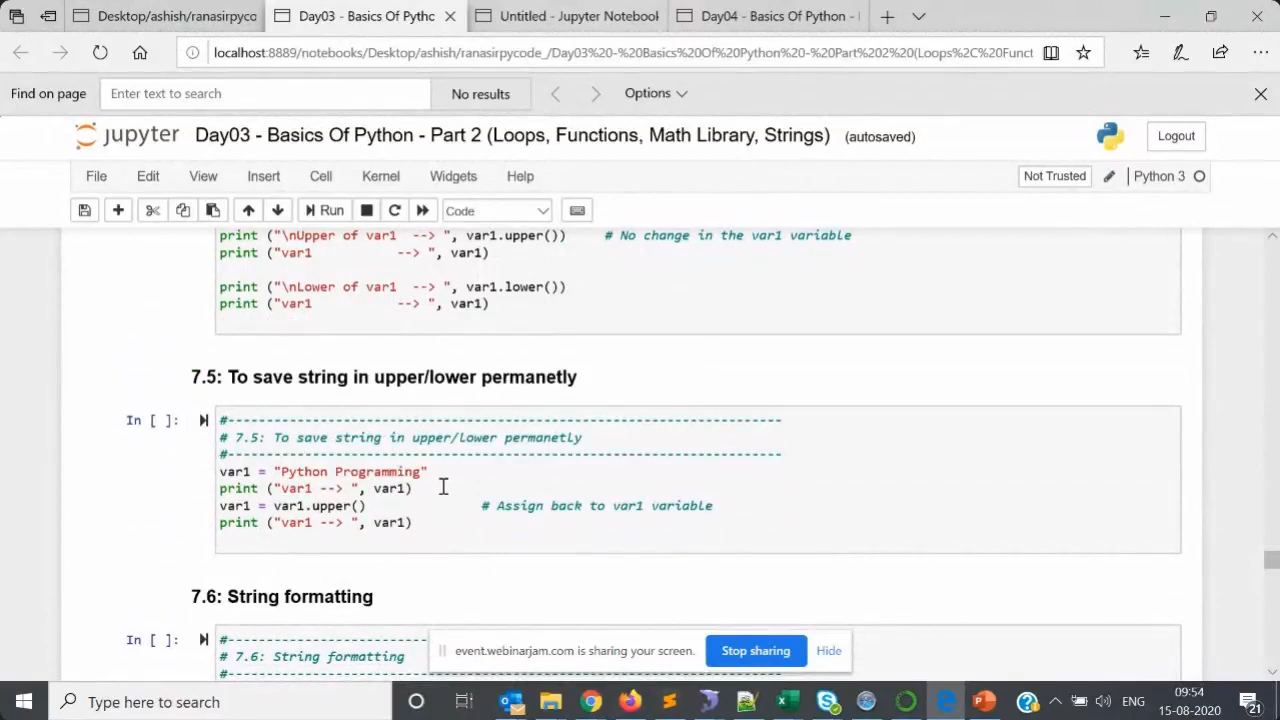 Desktop/ashish/ranasirpyco
Day03 - Basics Of Pythc
Untitled - Jupyter Notebook
Day04 - Basics Of Python -
localhost:8889/notebooks/Desktop/ashish/ranasirpycode_/Day03%20-%20Basics%20Of%20Python%20-%20Part%202%20(Loops%2C%20Funct
Find on page
Enter text to search
No results
Options
jupyter Day03 - Basics Of Python - Part 2 (Loops, Functions, Math Library, Strings) (autosaved)
Logout
File Edit View Insert Cell Kernel Widgets Help
Not Trusted
Python 3
Run
Code
print ("\nUpper of var1  --> ", var1.upper())    # No change in the var1 variable
print ("var1           --> ", var1)
print ("\nLower of var1  --> ", var1.lower())
print ("var1           --> ", var1)
7.5: To save string in upper/lower permanetly
In [ ]:
#------------------------------------------------------------------------
# 7.5: To save string in upper/lower permanetly
#------------------------------------------------------------------------
var1 = "Python Programming"
print ("var1 --> ", var1)
var1 = var1.upper()               # Assign back to var1 variable
print ("var1 --> ", var1)
7.6: String formatting
In [ ]:
#---------------------------
# 7.6: String formatting
#---------------------------
event.webinarjam.com is sharing your screen.
Stop sharing
Hide
Type here to search
ENG
09:54
15-08-2020
21